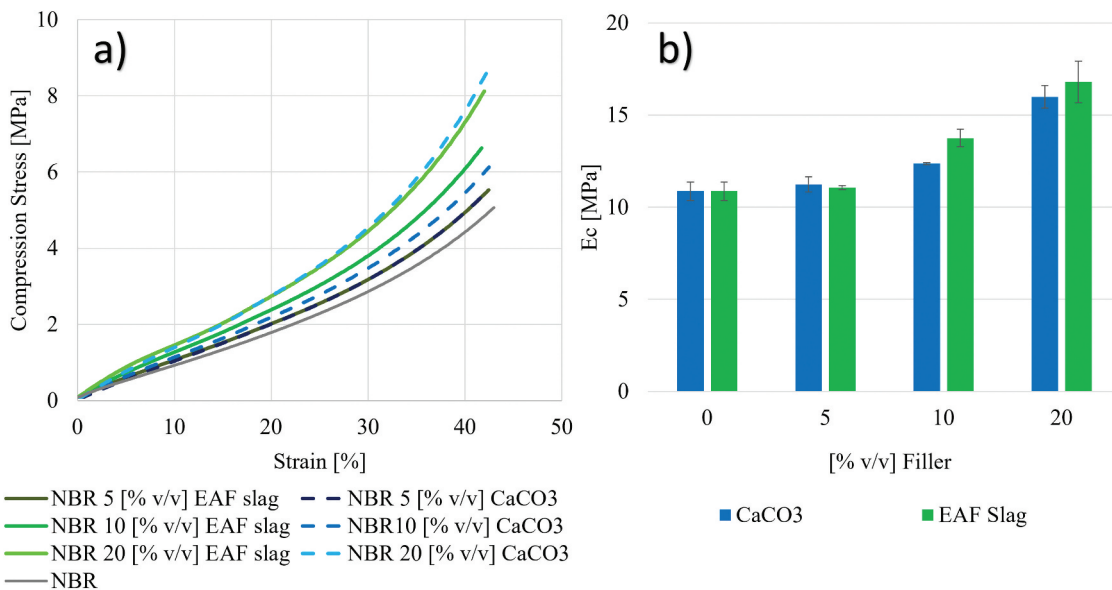 a)
10
8
6
4
2
0
Compression Stress [MPa]
0 10 20 30 40 50
Strain [%]
NBR 5 [% v/v] EAF slag
NBR 5 [% v/v] CaCO3
NBR 10 [% v/v] EAF slag
NBR10 [% v/v] CaCO3
NBR 20 [% v/v] EAF slag
NBR 20 [% v/v] CaCO3
NBR
b)
20
15
10
5
0
Ec [MPa]
0 5 10 20
[% v/v] Filler
CaCO3
EAF Slag